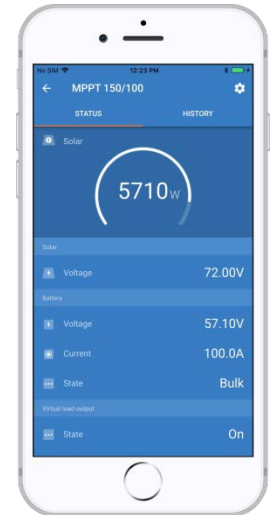 No SIM 12:23 PM
MPPT 150/100
STATUS HISTORY
Solar
5710W
Solar
Voltage 72.00V
Battery
Voltage 57.10V
Current 100.0A
State Bulk
Virtual load output
State On